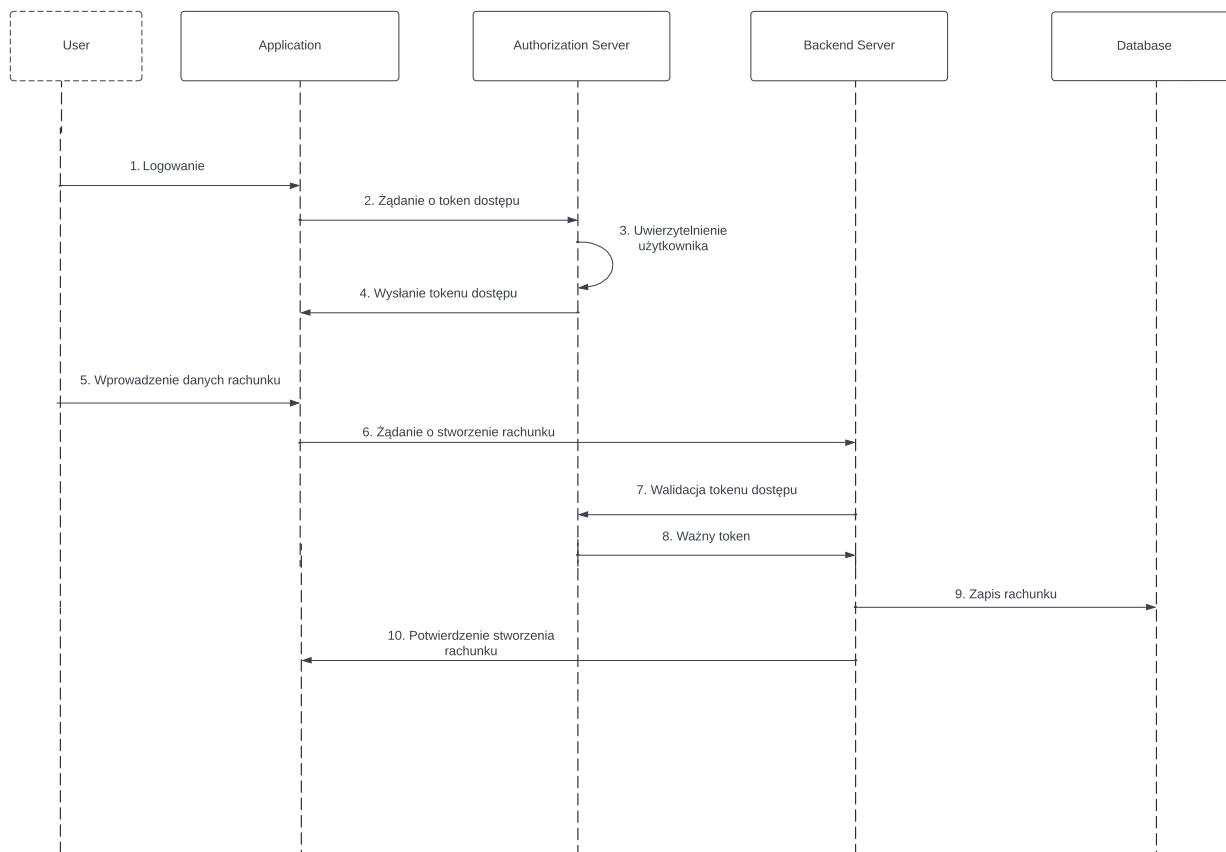 User
Application
Authorization Server
Backend Server
Database
1. Logowanie
2. Żądanie o token dostępu
3. Uwierzytelnienie
użytkownika
4. Wysłanie tokenu dostępu
5. Wprowadzenie danych rachunku
6. Żądanie o stworzenie rachunku
7. Walidacja tokenu dostępu
8. Ważny token
9. Zapis rachunku
10. Potwierdzenie stworzenia
rachunku